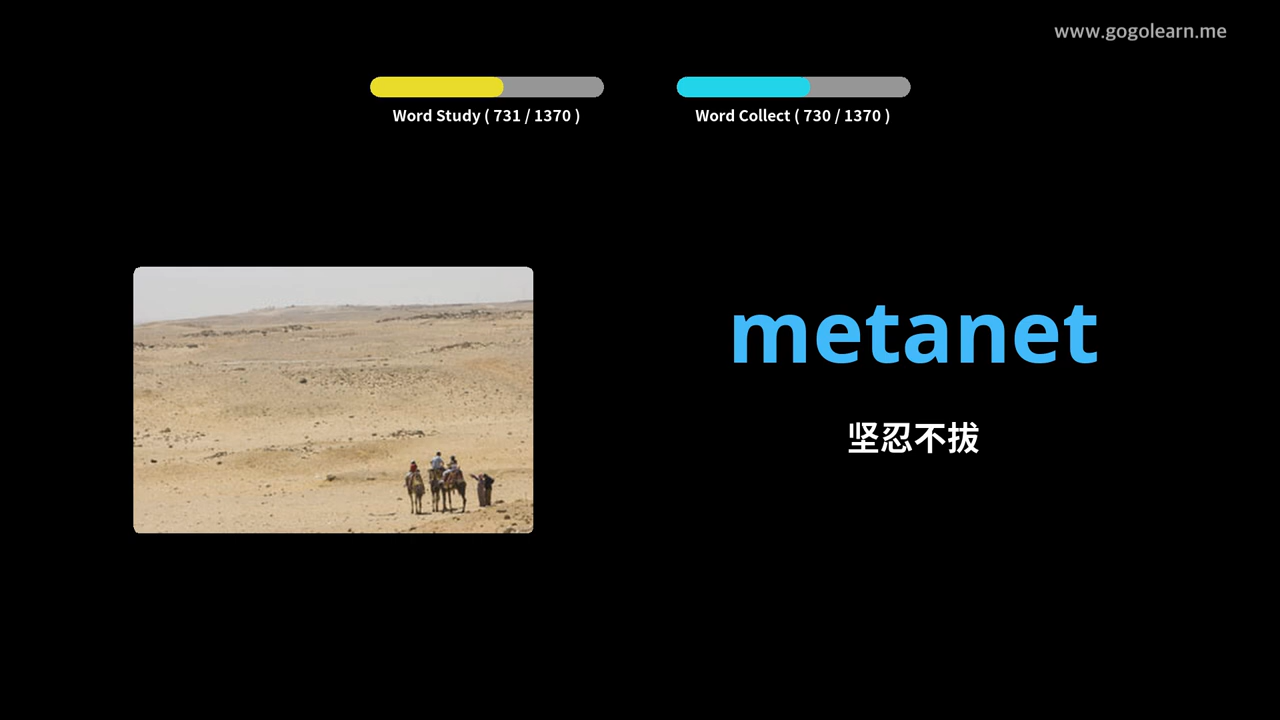 www.gogolearn.me
Word Study ( 731 / 1370 )
Word Collect ( 730 / 1370 )
metanet
坚忍不拔